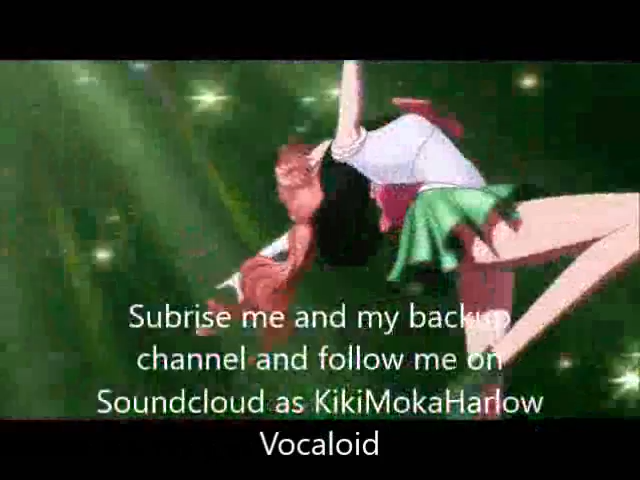 Subrise me and my backup
channel and follow me on
Soundcloud as KikiMokaHarlow
Vocaloid